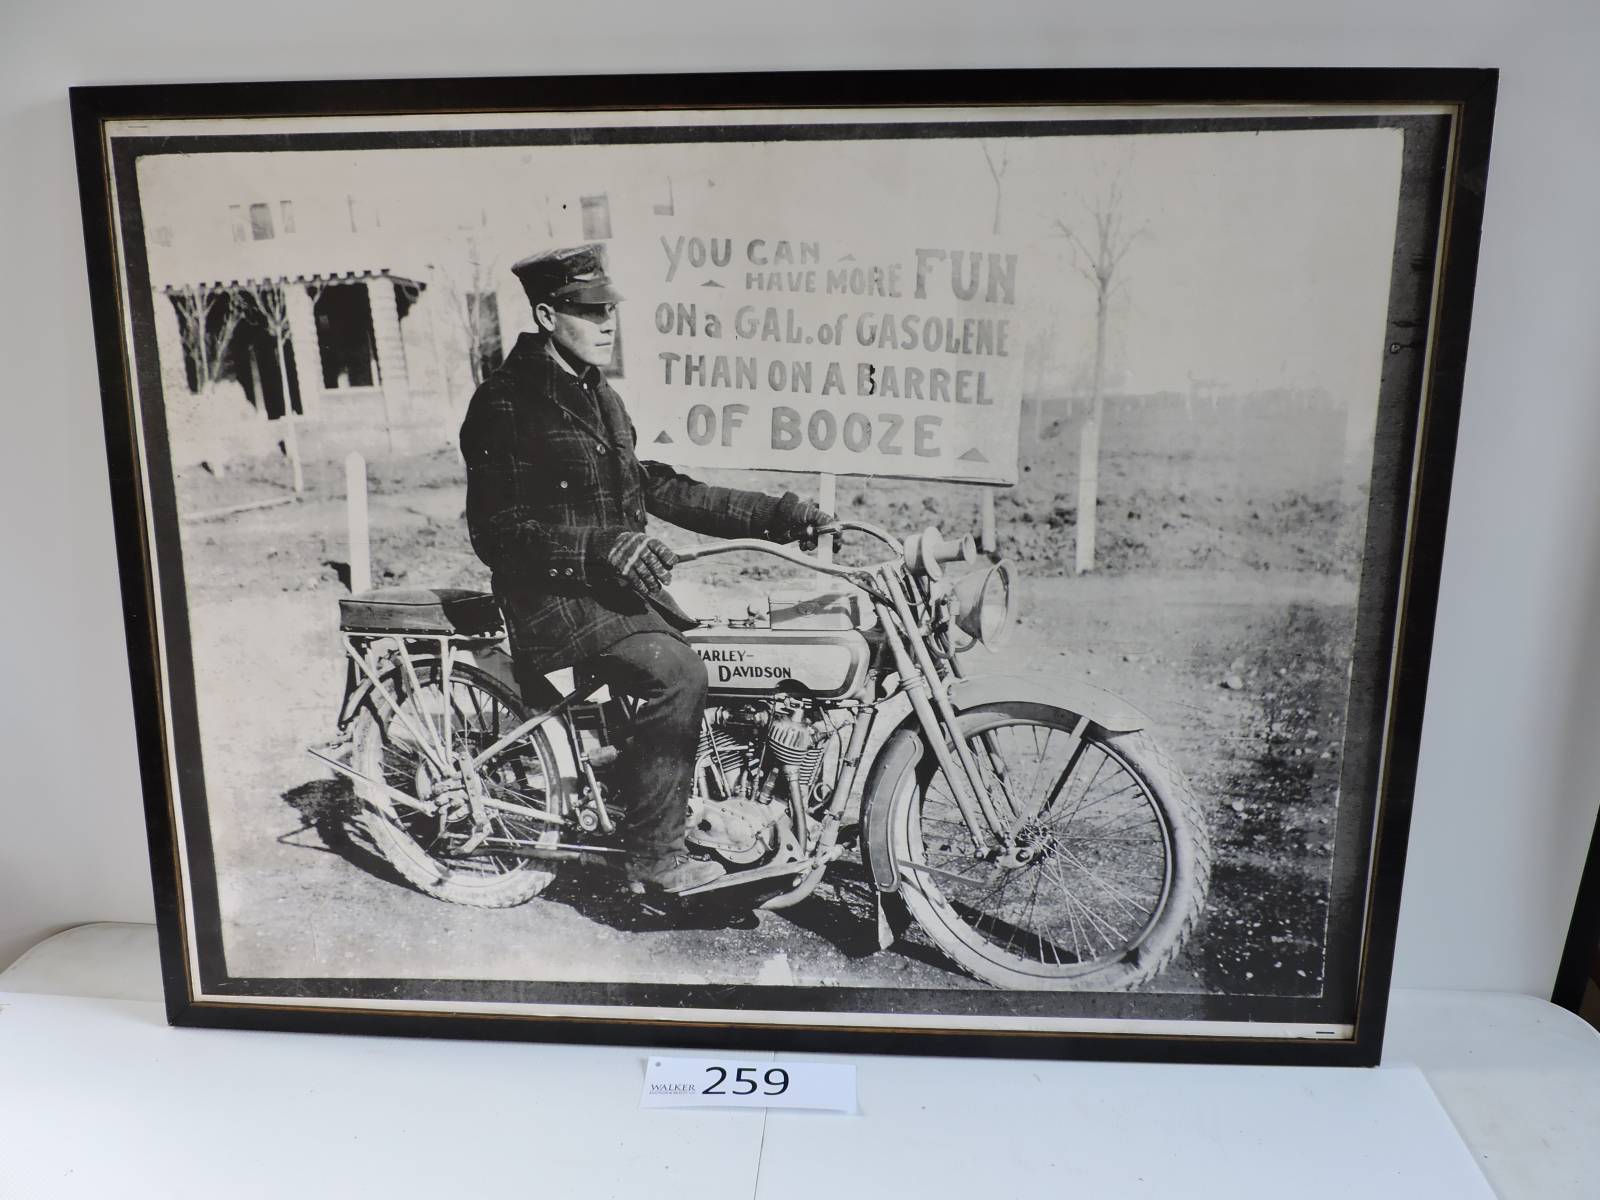 YOU CAN
HAVE MORE FUN
ON a GAL. of GASOLENE
THAN ON A BARREL
OF BOOZE
HARLEY-
DAVIDSON
WALKER
259